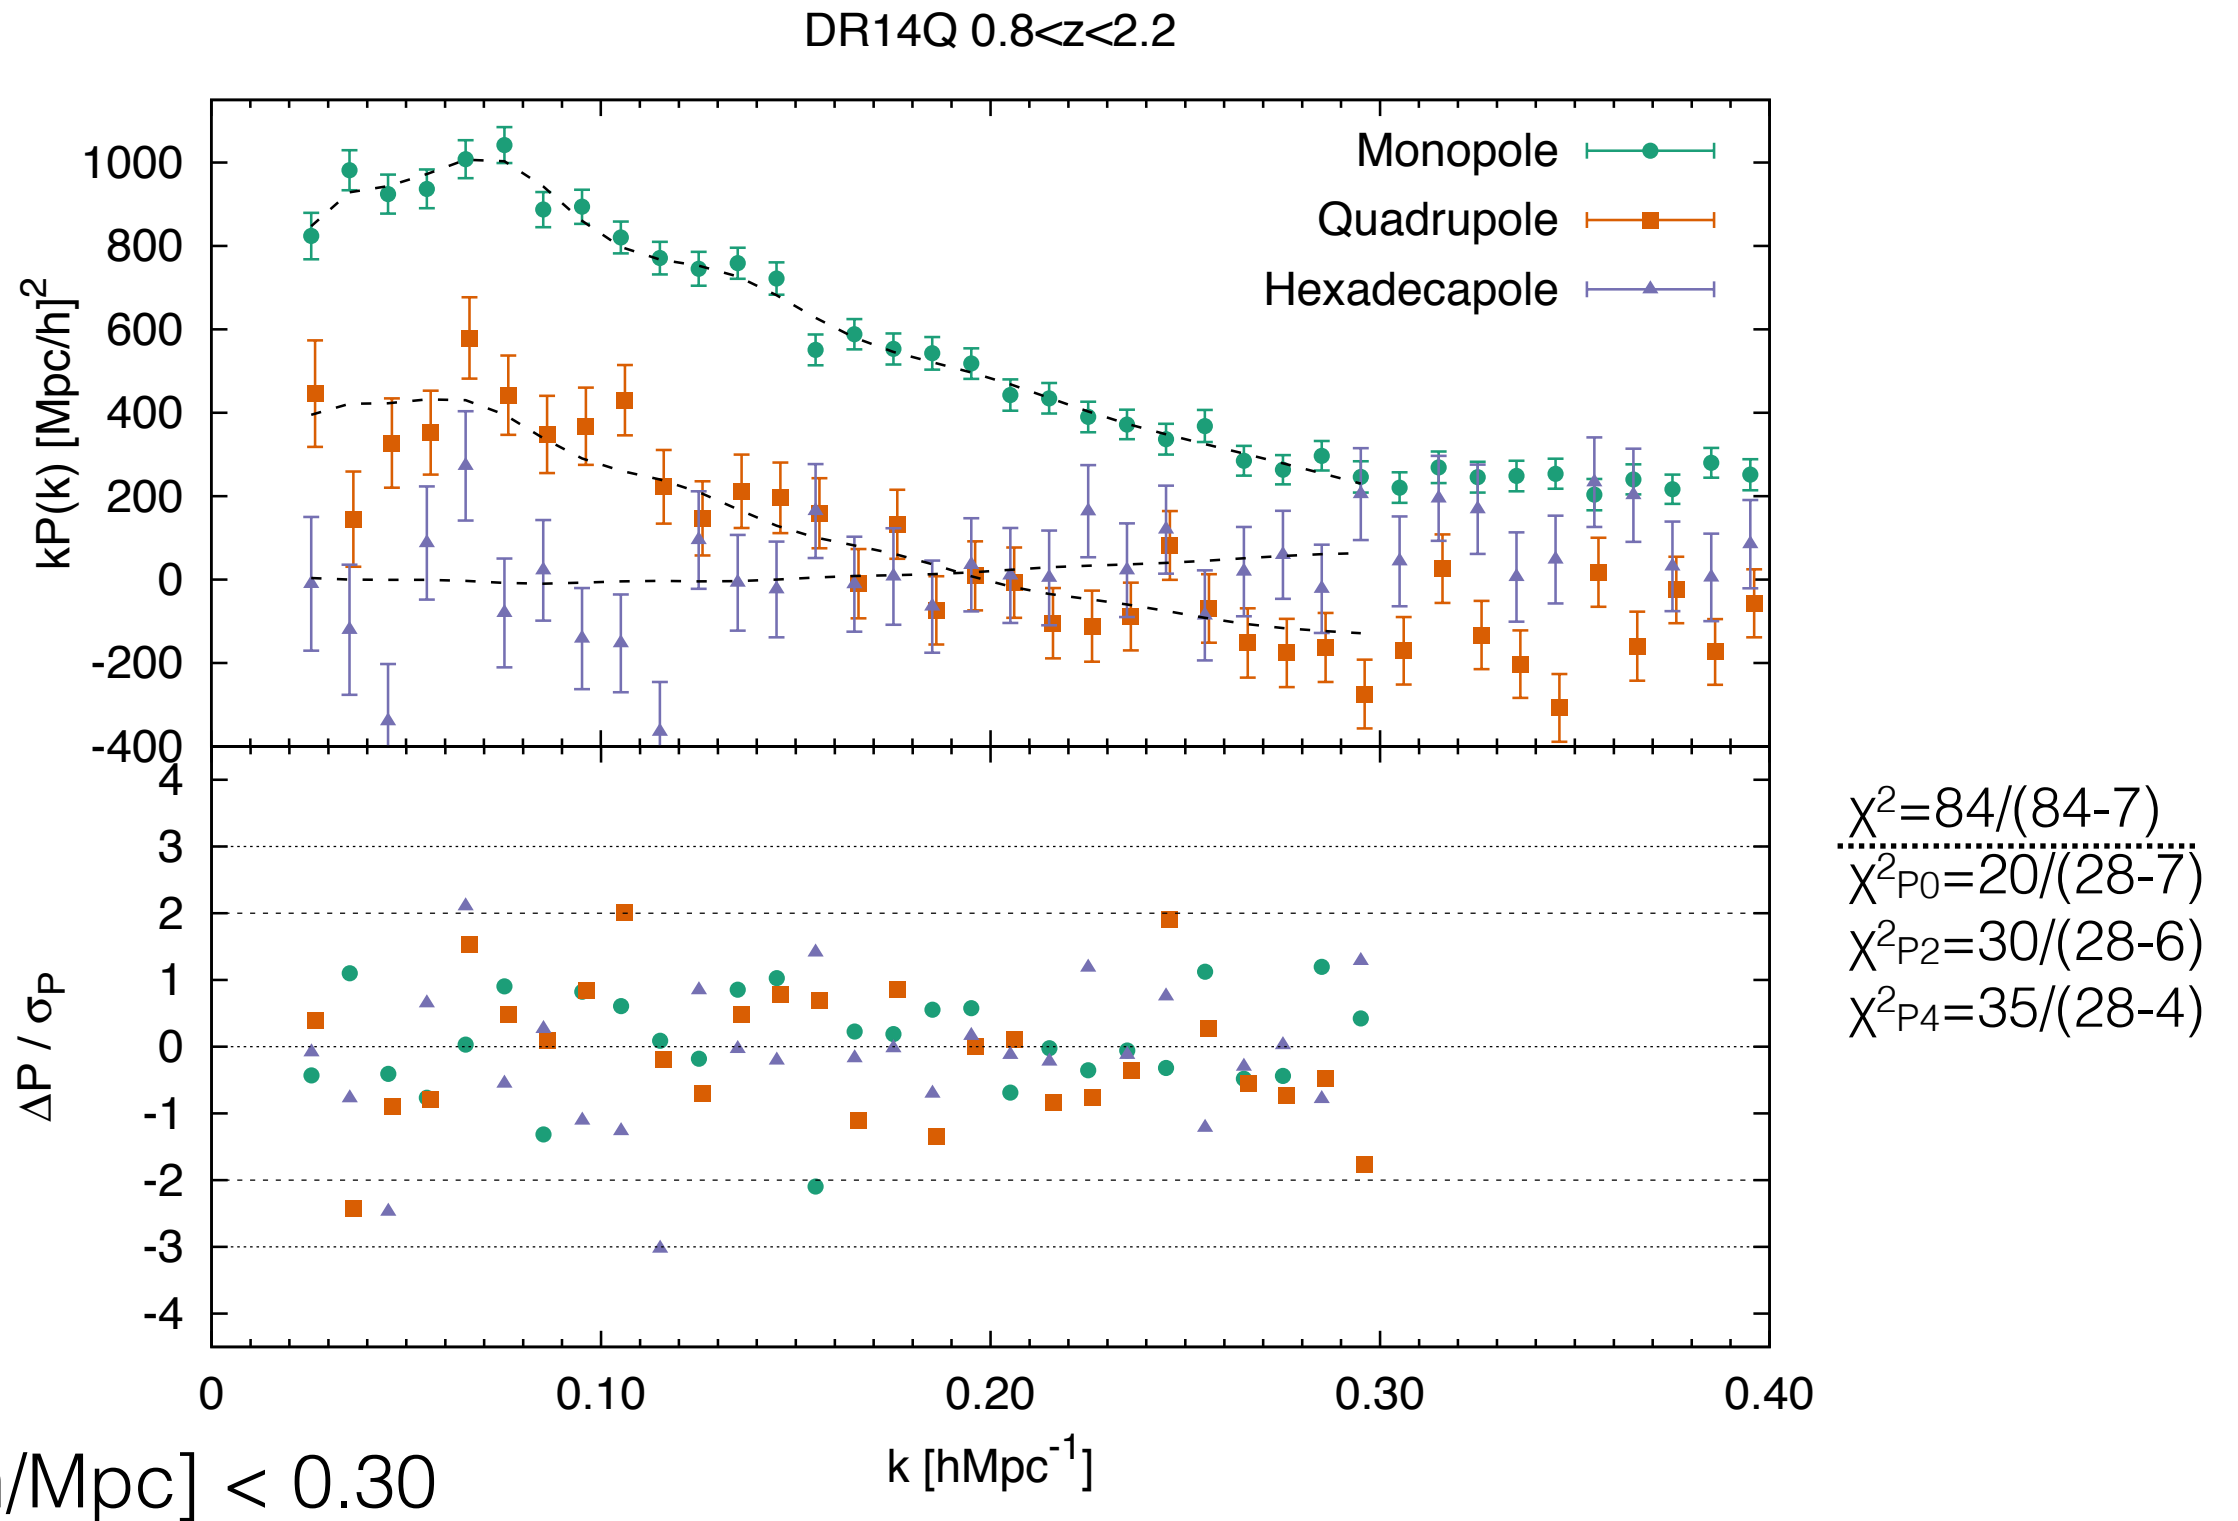 DR14Q 0.8<z<2.2
kP(k) [Mpc/h]²
1000
800
600
400
200
0
-200
-400
Monopole
Quadrupole
Hexadecapole
ΔP / σP
4
3
2
1
0
-1
-2
-3
-4
χ²=84/(84-7)
χ²P0=20/(28-7)
χ²P2=30/(28-6)
χ²P4=35/(28-4)
0 0.10 0.20 0.30 0.40
k [hMpc⁻¹]
/Mpc] < 0.30